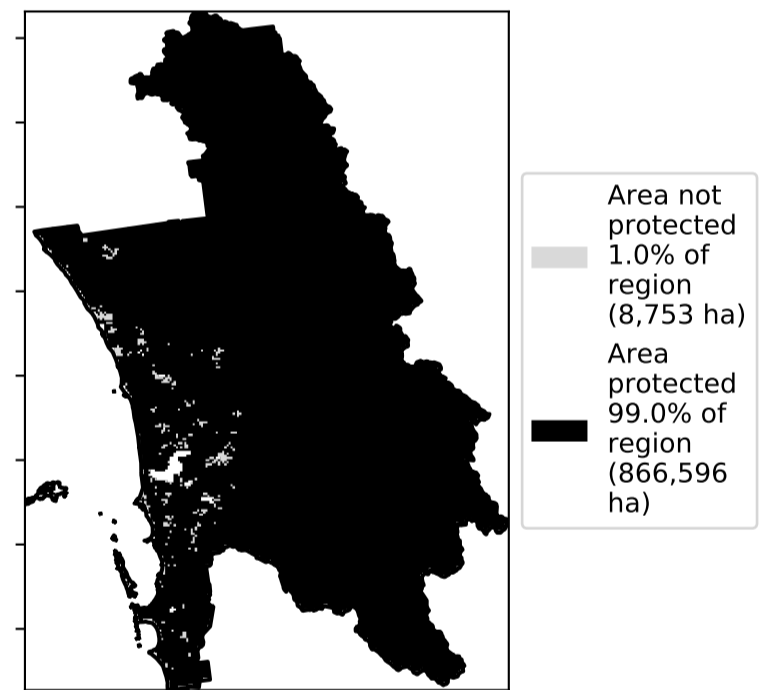 Area not
protected
1.0% of
region
(8,753 ha)
Area
protected
99.0% of
region
(866,596
ha)